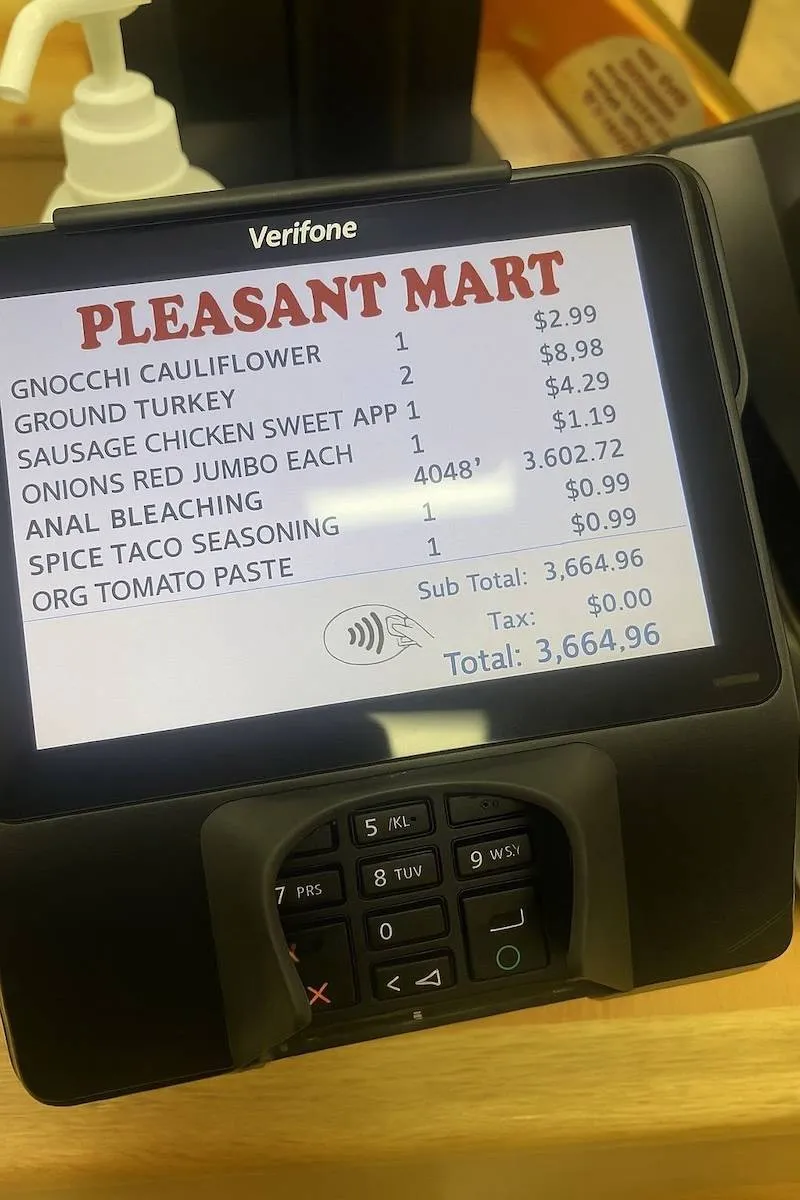 Verifone
PLEASANT MART
GNOCCHI CAULIFLOWER 1 $2.99
GROUND TURKEY 2 $8,98
SAUSAGE CHICKEN SWEET APP 1 $4.29
ONIONS RED JUMBO EACH 1 $1.19
ANAL BLEACHING 4048’ 3.602.72
SPICE TACO SEASONING 1 $0.99
ORG TOMATO PASTE 1 $0.99
Sub Total: 3,664.96
Tax: $0.00
Total: 3,664,96
5 /KL
7 PRS 8 TUV 9 WSY
0